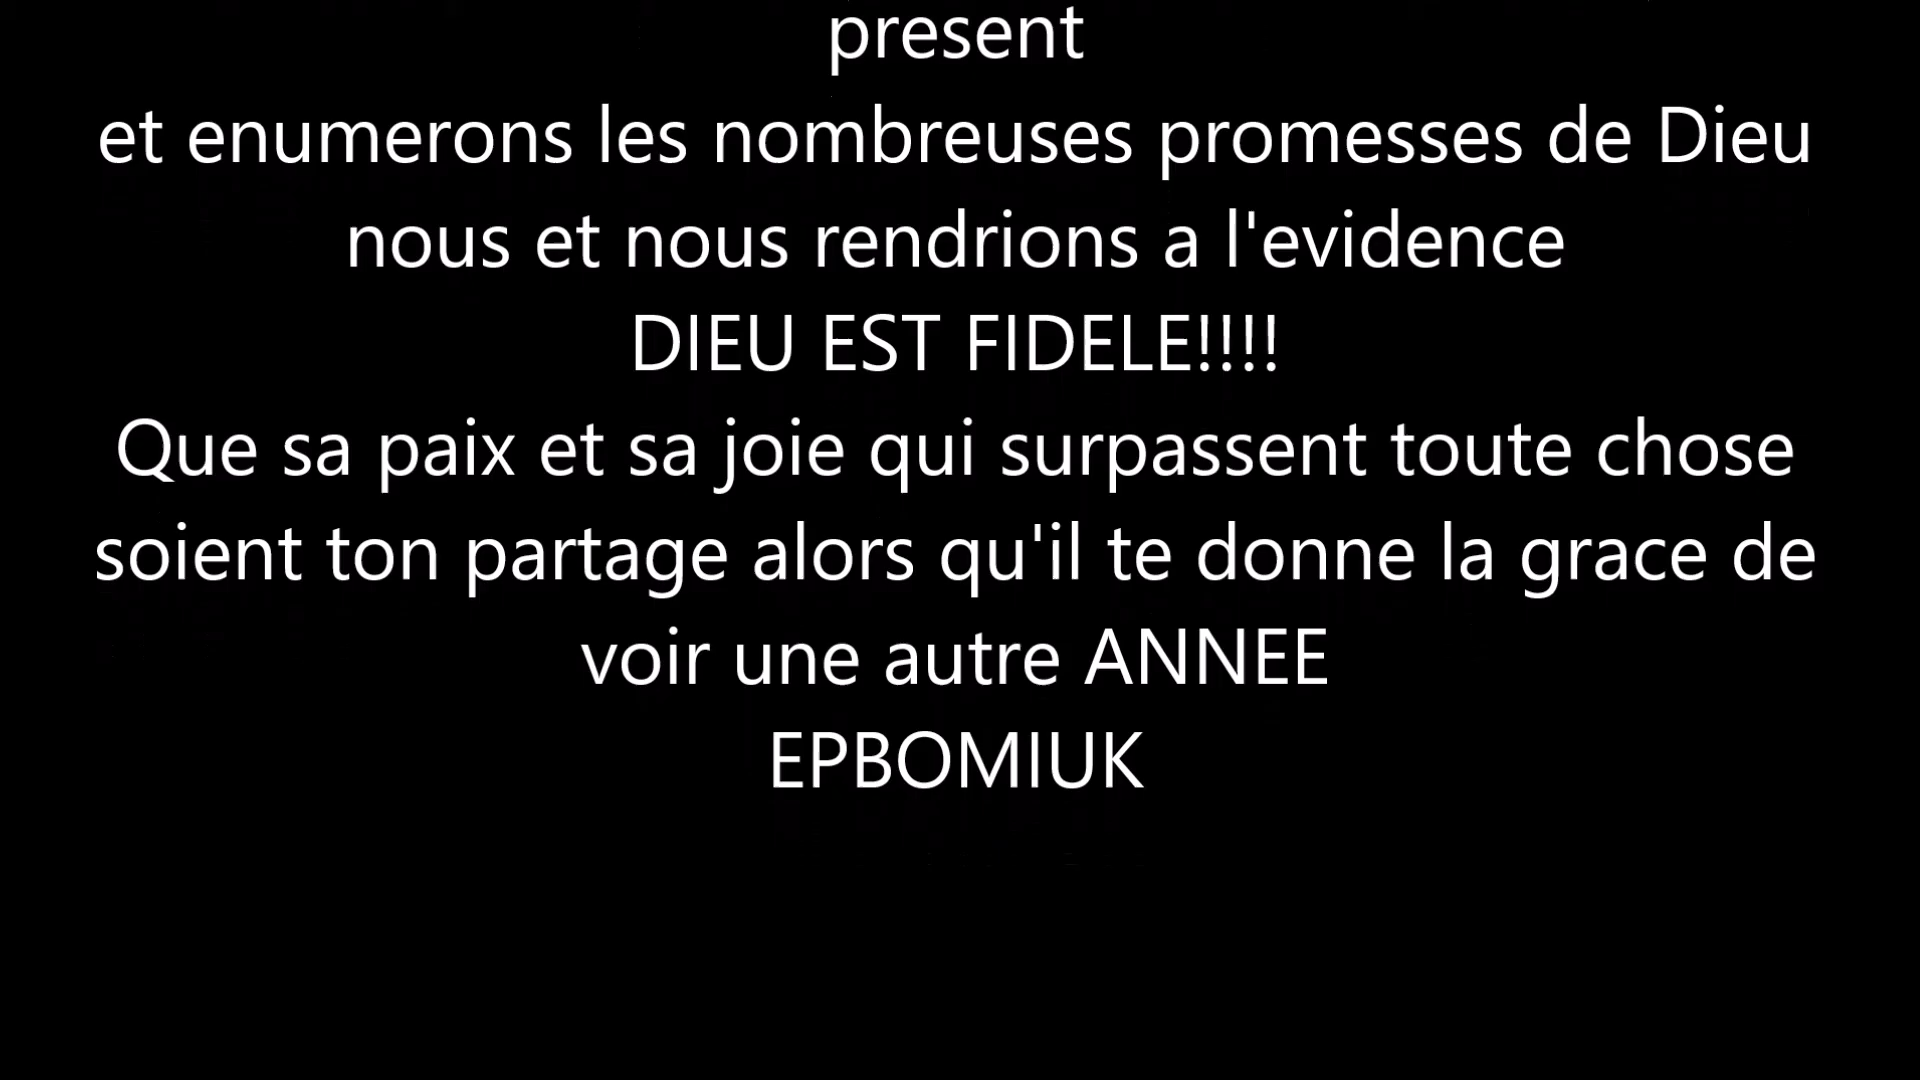 present
et enumerons les nombreuses promesses de Dieu
nous et nous rendrions a l'evidence
DIEU EST FIDELE!!!!
Que sa paix et sa joie qui surpassent toute chose
soient ton partage alors qu'il te donne la grace de
voir une autre ANNEE
EPBOMIUK